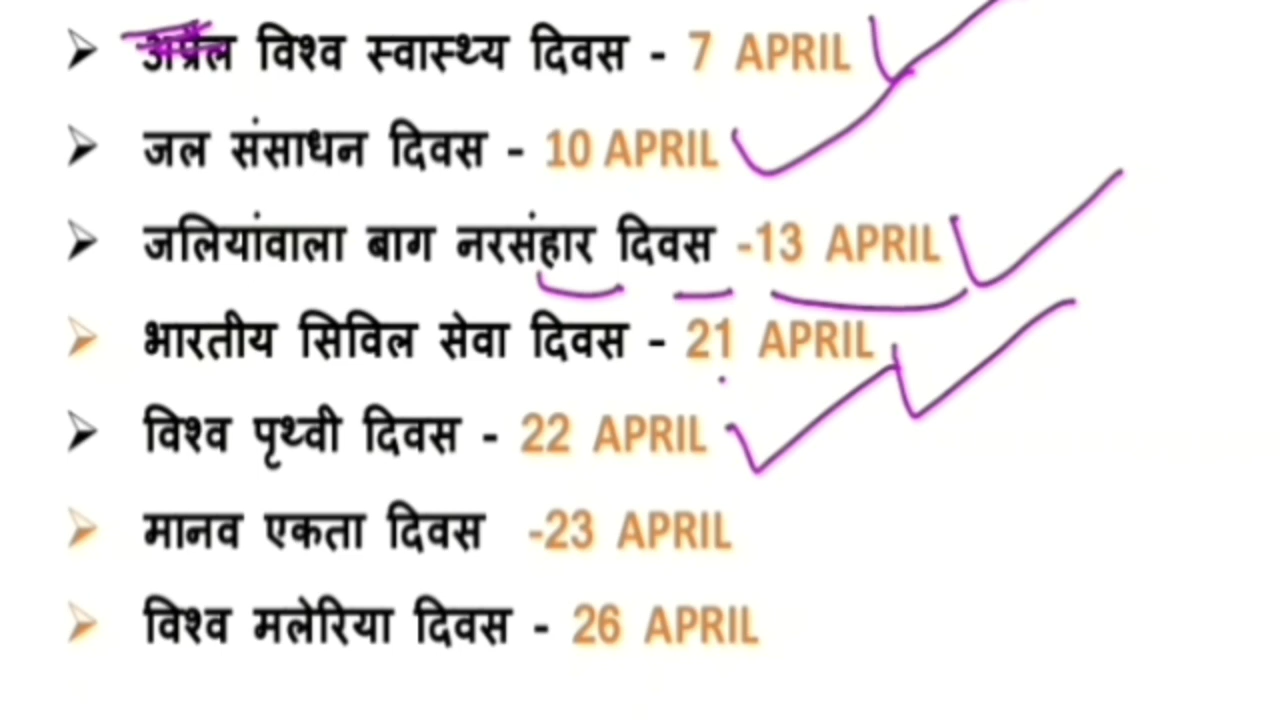 अप्रैल विश्व स्वास्थ्य दिवस - 7 APRIL
जल संसाधन दिवस - 10 APRIL
जलियांवाला बाग नरसंहार दिवस -13 APRIL
भारतीय सिविल सेवा दिवस - 21 APRIL
विश्व पृथ्वी दिवस - 22 APRIL
मानव एकता दिवस -23 APRIL
विश्व मलेरिया दिवस - 26 APRIL